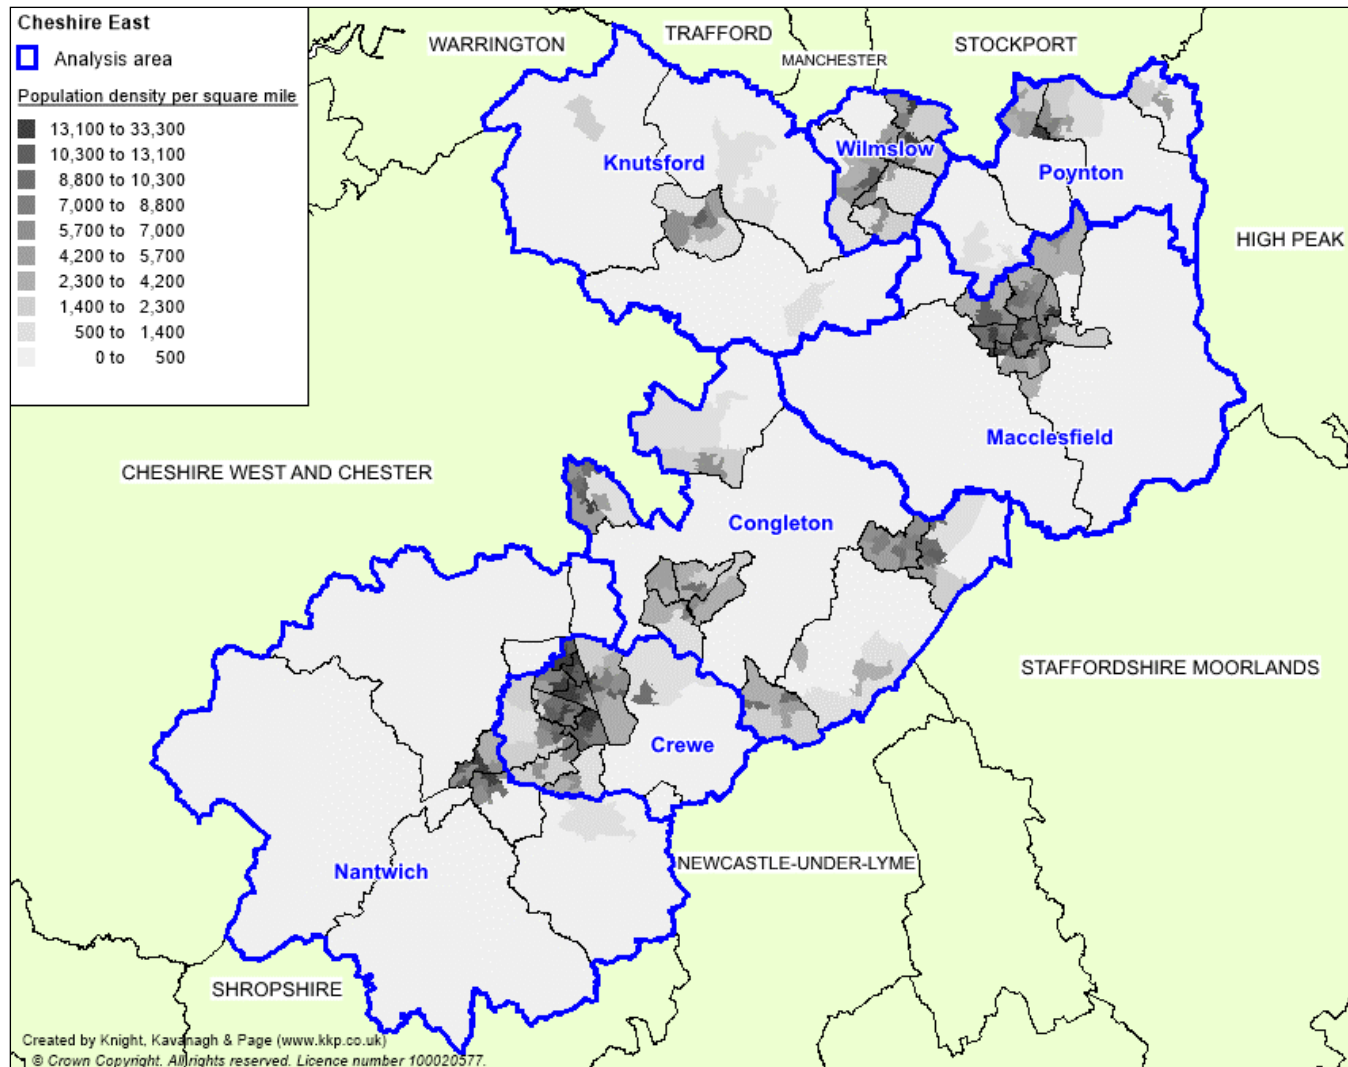 Cheshire East
Analysis area
Population density per square mile
13,100 to 33,300
10,300 to 13,100
8,800 to 10,300
7,000 to 8,800
5,700 to 7,000
4,200 to 5,700
2,300 to 4,200
1,400 to 2,300
500 to 1,400
0 to 500
WARRINGTON
TRAFFORD
MANCHESTER
STOCKPORT
Knutsford
Wilmslow
Poynton
HIGH PEAK
Macclesfield
CHESHIRE WEST AND CHESTER
Congleton
STAFFORDSHIRE MOORLANDS
Crewe
Nantwich
NEWCASTLE-UNDER-LYME
SHROPSHIRE
Created by Knight, Kavanagh & Page (www.kkp.co.uk)
© Crown Copyright. All rights reserved. Licence number 100020577.